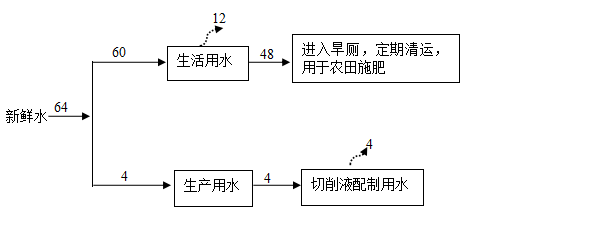 12
60
生活用水
48
进入旱厕，定期清运，
用于农田施肥
新鲜水
64
4
生产用水
4
4
切削液配制用水